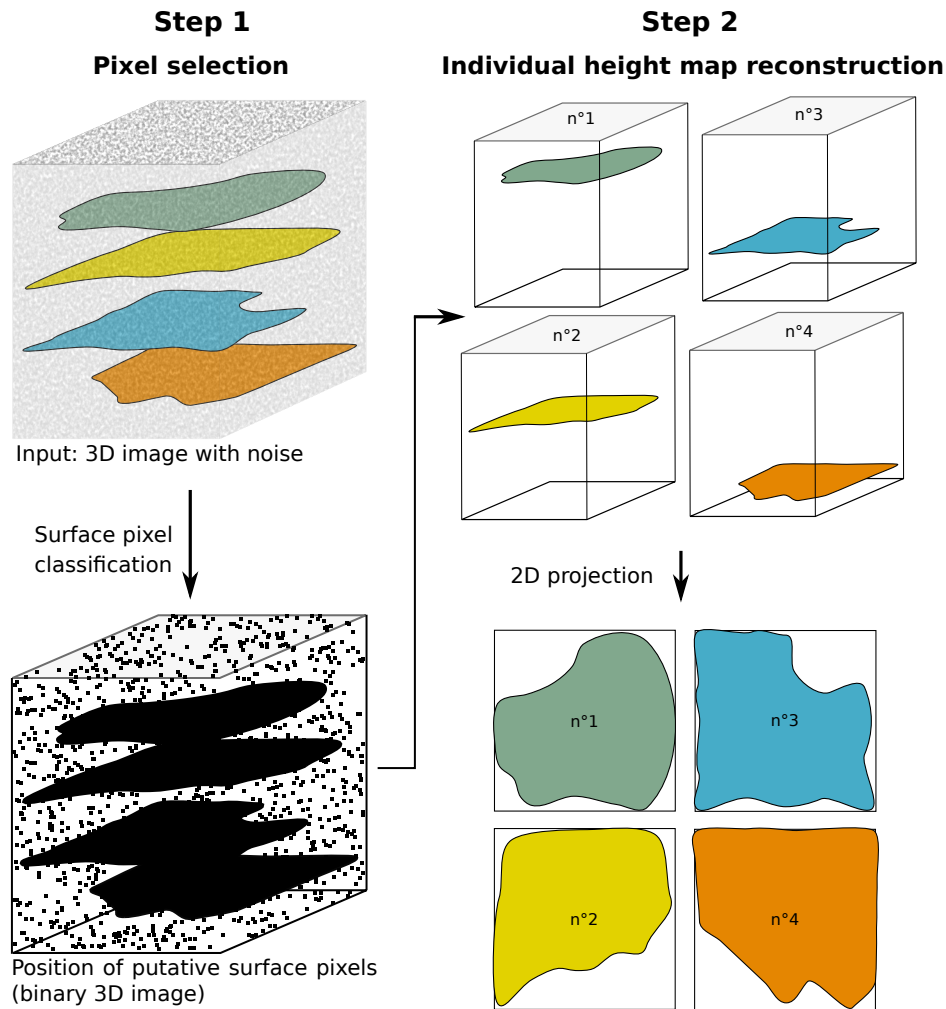 Step 1
Pixel selection
Input: 3D image with noise
Surface pixel
classification
Position of putative surface pixels
(binary 3D image)
Step 2
Individual height map reconstruction
n°1
n°3
n°2
n°4
2D projection
n°1
n°3
n°2
n°4